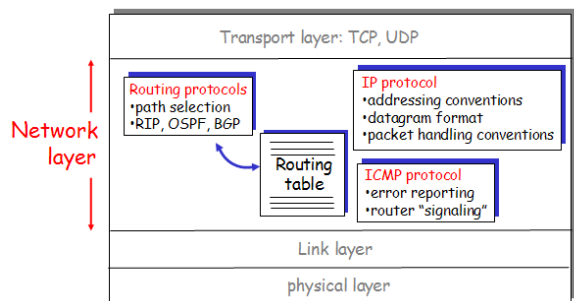 Transport layer: TCP, UDP
Network
layer
Routing protocols
•path selection
•RIP, OSPF, BGP
Routing
table
IP protocol
•addressing conventions
•datagram format
•packet handling conventions
ICMP protocol
•error reporting
•router “signaling”
Link layer
physical layer